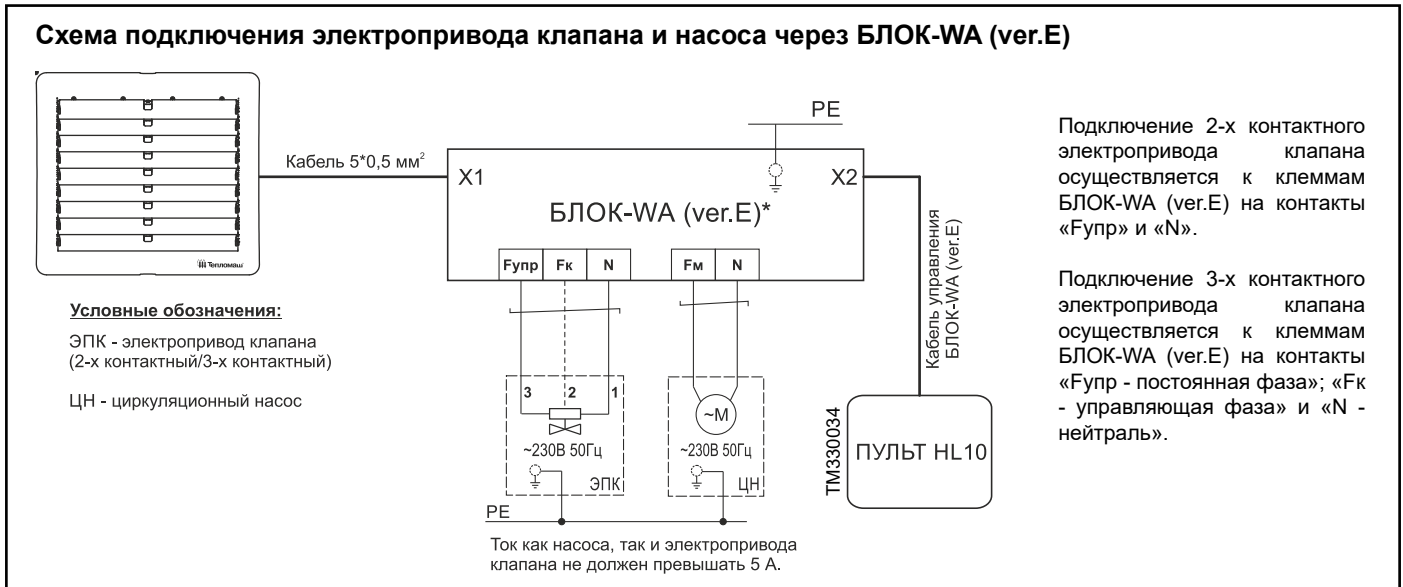 Схема подключения электропривода клапана и насоса через БЛОК-WA (ver.E)
Тепломаш
Кабель 5*0,5 мм²
PE
X1
X2
БЛОК-WA (ver.E)*
Fупр
Fк
N
Fм
N
Кабель управления
БЛОК-WA (ver.E)
Условные обозначения:
ЭПК - электропривод клапана
(2-х контактный/3-х контактный)
ЦН - циркуляционный насос
3
2
1
~230В 50Гц
ЭПК
~М
~230В 50Гц
ЦН
PE
Ток как насоса, так и электропривода
клапана не должен превышать 5 А.
TM330034
ПУЛЬТ HL10
Подключение 2-х контактного
электропривода клапана
осуществляется к клеммам
БЛОК-WA (ver.E) на контакты
«Fупр» и «N».
Подключение 3-х контактного
электропривода клапана
осуществляется к клеммам
БЛОК-WA (ver.E) на контакты
«Fупр - постоянная фаза»; «Fк
- управляющая фаза» и «N -
нейтраль».